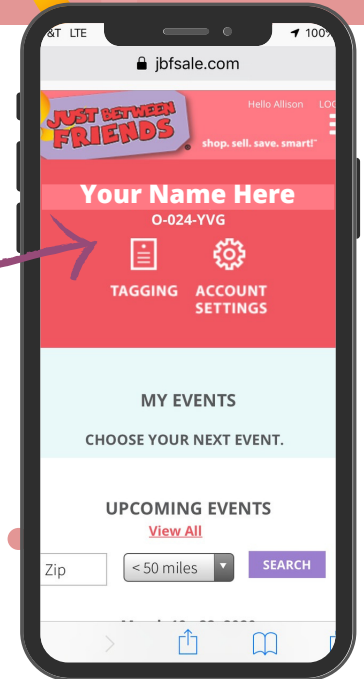 &T LTE
100%
jbfsale.com
JUST BETWEEN
FRIENDS
Hello Allison LOG
shop. sell. save. smart!
Your Name Here
O-024-YVG
TAGGING ACCOUNT
SETTINGS
MY EVENTS
CHOOSE YOUR NEXT EVENT.
UPCOMING EVENTS
View All
Zip < 50 miles SEARCH